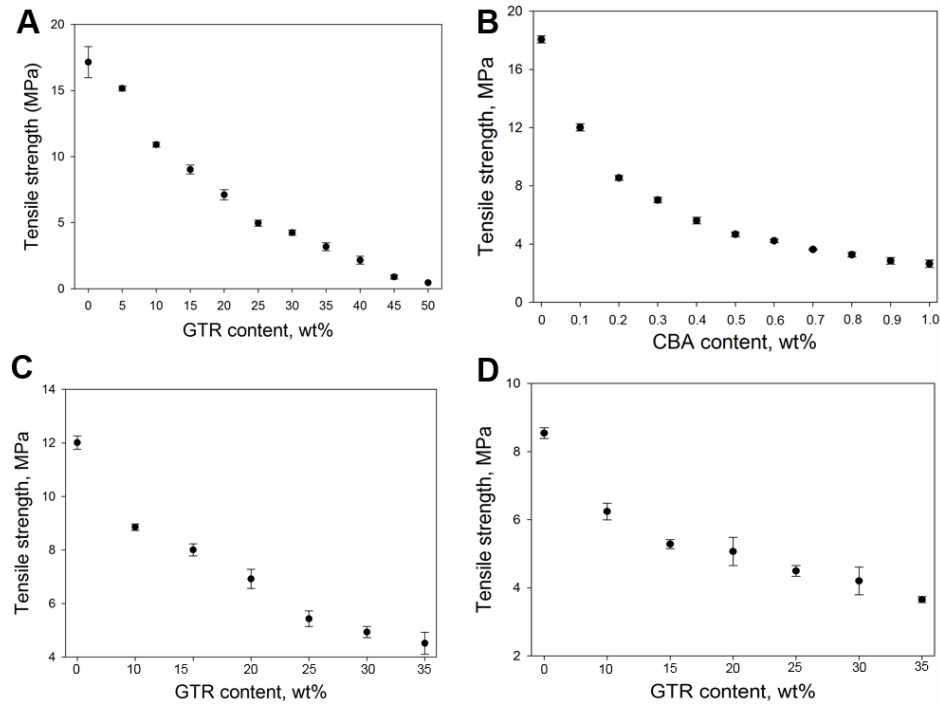 A
Tensile strength (MPa)
20
15
10
5
0
0 5 10 15 20 25 30 35 40 45 50
GTR content, wt%
B
Tensile strength, MPa
20
16
12
8
4
0
0 0.1 0.2 0.3 0.4 0.5 0.6 0.7 0.8 0.9 1.0
CBA content, wt%
C
Tensile strength, MPa
14
12
10
8
6
4
0 10 15 20 25 30 35
GTR content, wt%
D
Tensile strength, MPa
10
8
6
4
2
0 10 15 20 25 30 35
GTR content, wt%